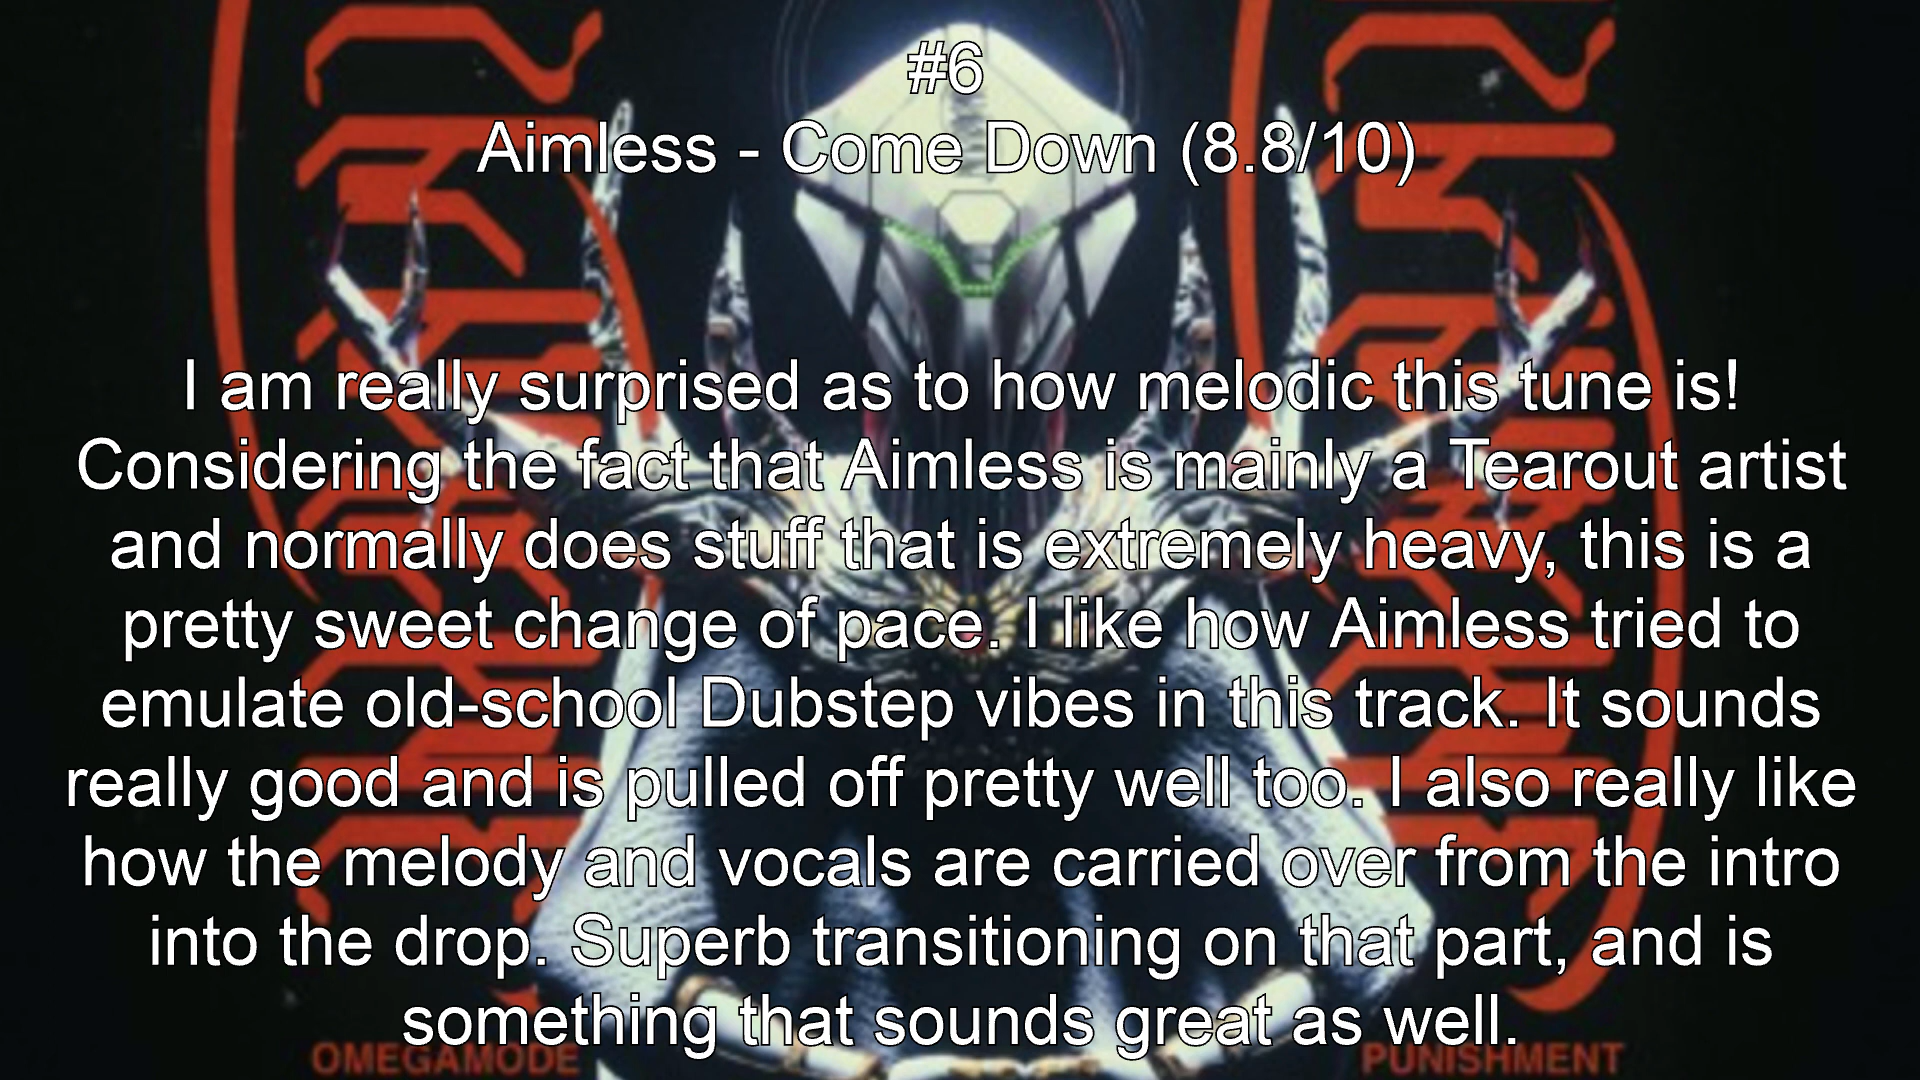 #6
Aimless - Come Down (8.8/10)
I am really surprised as to how melodic this tune is!
Considering the fact that Aimless is mainly a Tearout artist
and normally does stuff that is extremely heavy, this is a
pretty sweet change of pace. I like how Aimless tried to
emulate old-school Dubstep vibes in this track. It sounds
really good and is pulled off pretty well too. I also really like
how the melody and vocals are carried over from the intro
into the drop. Superb transitioning on that part, and is
something that sounds great as well.
OMEGAMODE
PUNISHMENT